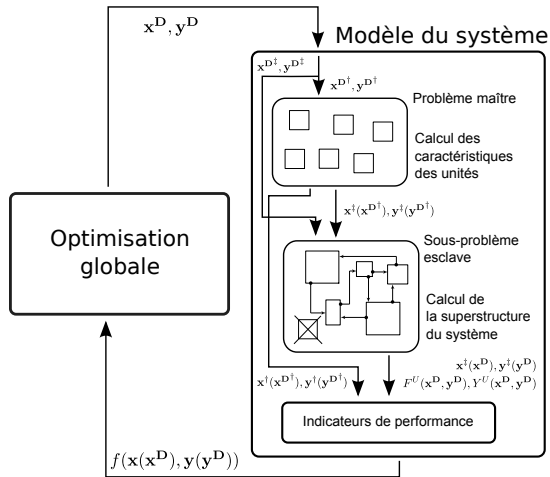 x^D, y^D
Modèle du système
x^{D‡}, y^{D‡}
x^{D†}, y^{D†}
Problème maître
Calcul des
caractéristiques
des unités
x^‡(x^{D†}), y^‡(y^{D†})
Optimisation
globale
Sous-problème
esclave
Calcul de
la superstructure
du système
x^‡(x^D), y^‡(y^D)
x^†(x^{D†}), y^†(y^{D†})
F^U(x^D, y^D), Y^U(x^D, y^D)
Indicateurs de performance
f(x(x^D), y(y^D))